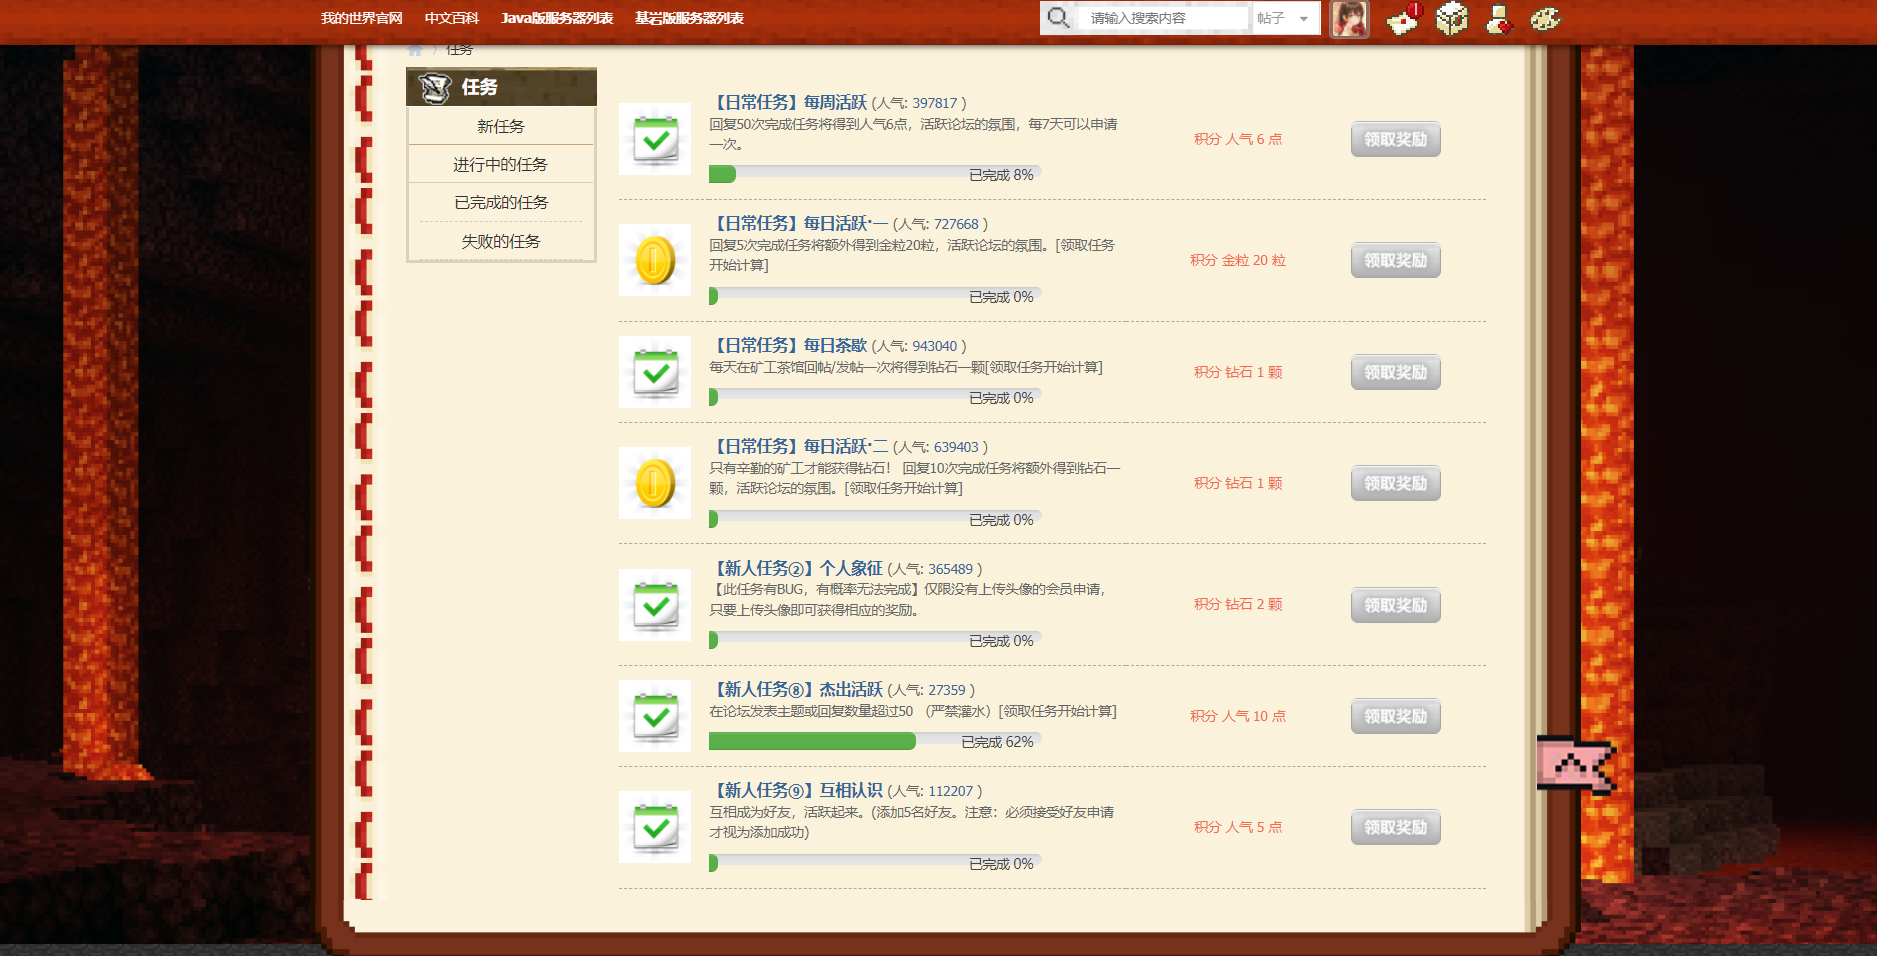 我的世界官网 中文百科 Java版服务器列表 基岩版服务器列表 请输入搜索内容 帖子
任务
任务
新任务
进行中的任务
已完成的任务
失败的任务
【日常任务】每周活跃 (人气: 397817 )
回复50次完成任务将得到人气6点，活跃论坛的氛围，每7天可以申请
一次。
已完成 8%
积分 人气 6 点
领取奖励
【日常任务】每日活跃·一 (人气: 727668 )
回复5次完成任务将额外得到金粒20粒，活跃论坛的氛围。[领取任务
开始计算]
已完成 0%
积分 金粒 20 粒
领取奖励
【日常任务】每日茶歇 (人气: 943040 )
每天在矿工茶馆回帖/发帖一次将得到钻石一颗[领取任务开始计算]
已完成 0%
积分 钻石 1 颗
领取奖励
【日常任务】每日活跃·二 (人气: 639403 )
只有辛勤的矿工才能获得钻石！ 回复10次完成任务将额外得到钻石一
颗，活跃论坛的氛围。[领取任务开始计算]
已完成 0%
积分 钻石 1 颗
领取奖励
【新人任务②】个人象征 (人气: 365489 )
【此任务有BUG，有概率无法完成】仅限没有上传头像的会员申请，
只要上传头像即可获得相应的奖励。
已完成 0%
积分 钻石 2 颗
领取奖励
【新人任务⑧】杰出活跃 (人气: 27359 )
在论坛发表主题或回复数量超过50 （严禁灌水）[领取任务开始计算]
已完成 62%
积分 人气 10 点
领取奖励
【新人任务⑨】互相认识 (人气: 112207 )
互相成为好友，活跃起来。(添加5名好友。注意：必须接受好友申请
才视为添加成功)
已完成 0%
积分 人气 5 点
领取奖励